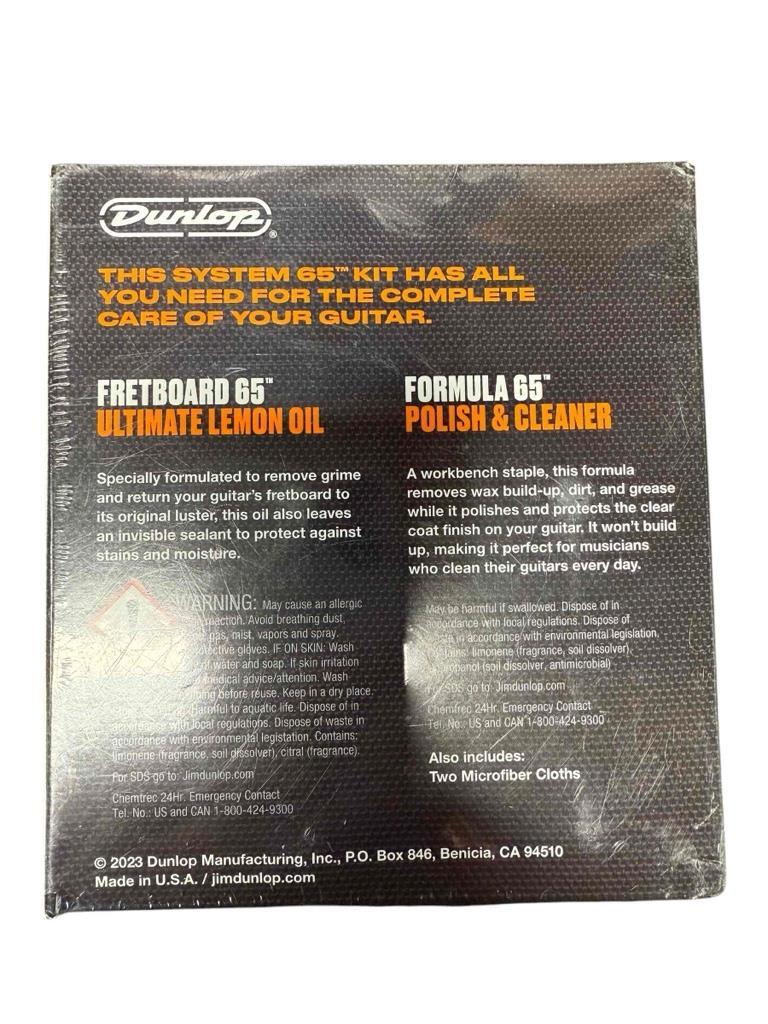 Dunlop®
THIS SYSTEM 65™ KIT HAS ALL
YOU NEED FOR THE COMPLETE
CARE OF YOUR GUITAR.
FRETBOARD 65™
ULTIMATE LEMON OIL
Specially formulated to remove grime
and return your guitar's fretboard to
its original luster, this oil also leaves
an invisible sealant to protect against
stains and moisture.
WARNING: May cause an allergic
reaction. Avoid breathing dust,
gas, mist, vapors and spray.
gloves. IF ON SKIN: Wash
water and soap. If skin irritation
medical advice/attention. Wash
before reuse. Keep in a dry place.
Harmful to aquatic life. Dispose of in
accordance with local regulations. Dispose of waste in
accordance with environmental legistation. Contains:
limonene (fragrance, soil dissolver), citral (fragrance).
For SDS go to: Jimdunlop.com
Chemtrec 24Hr. Emergency Contact
Tel. No.: US and CAN 1-800-424-9300
FORMULA 65™
POLISH & CLEANER
A workbench staple, this formula
removes wax build-up, dirt, and grease
while it polishes and protects the clear
coat finish on your guitar. It won't build
up, making it perfect for musicians
who clean their guitars every day.
May be harmful if swallowed. Dispose of in
accordance with local regulations. Dispose of
waste in accordance with environmental legislation.
limonene (fragrance, soil dissolver)
(soil dissolver, antimicrobial)
For SDS go to: Jimdunlop.com
Chemtrec 24Hr. Emergency Contact
Tel. No.: US and CAN 1-800-424-9300
Also includes:
Two Microfiber Cloths
© 2023 Dunlop Manufacturing, Inc., P.O. Box 846, Benicia, CA 94510
Made in U.S.A. / jimdunlop.com